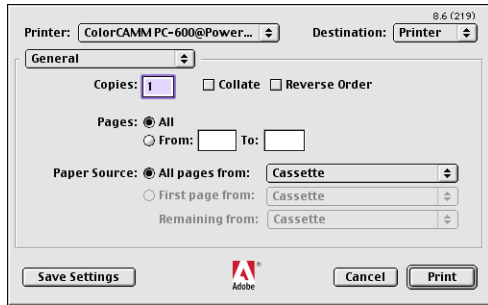 8.6 (219)
Printer: ColorCAMM PC-600@Power... Destination: Printer
General
Copies: 1 Collate Reverse Order
Pages: All
From: To:
Paper Source: All pages from: Cassette
First page from: Cassette
Remaining from: Cassette
Save Settings Adobe ® Cancel Print